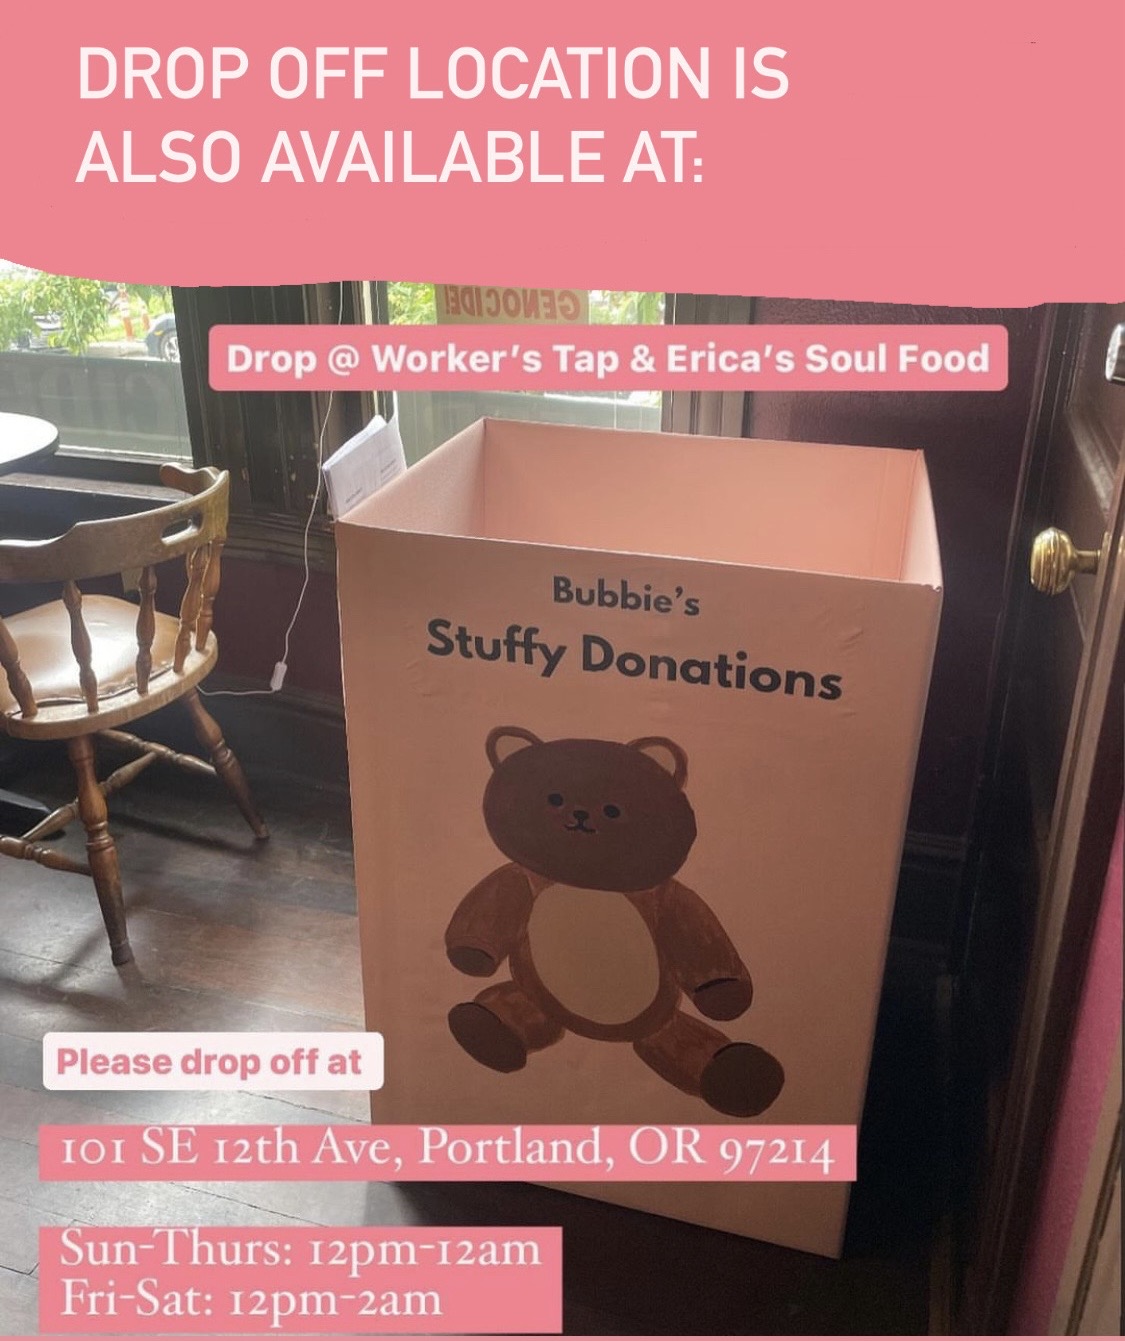 DROP OFF LOCATION IS
ALSO AVAILABLE AT:
GENOCIDE!
Drop @ Worker's Tap & Erica's Soul Food
Bubbie's
Stuffy Donations
Please drop off at
101 SE 12th Ave, Portland, OR 97214
Sun-Thurs: 12pm-12am
Fri-Sat: 12pm-2am